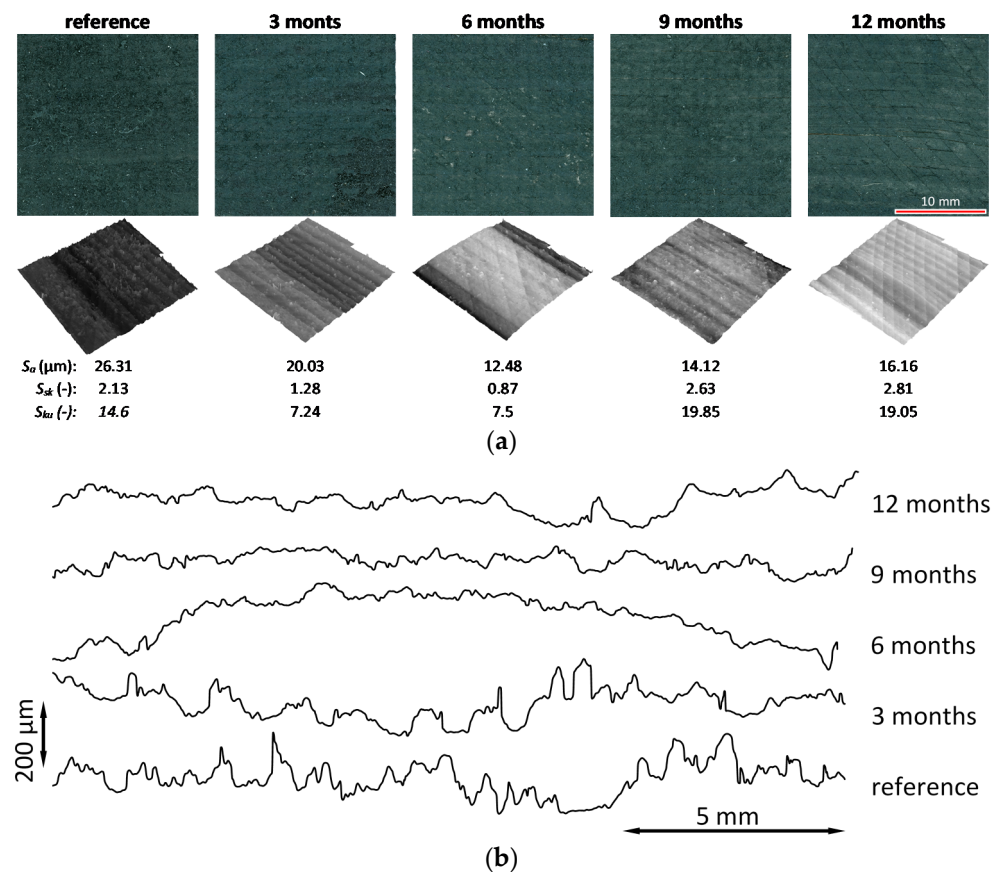 reference 3 monts 6 months 9 months 12 months
10 mm
Sa (µm): 26.31 20.03 12.48 14.12 16.16
Ssk (-): 2.13 1.28 0.87 2.63 2.81
Sku (-): 14.6 7.24 7.5 19.85 19.05
(a)
12 months
9 months
6 months
3 months
200 µm
reference
5 mm
(b)